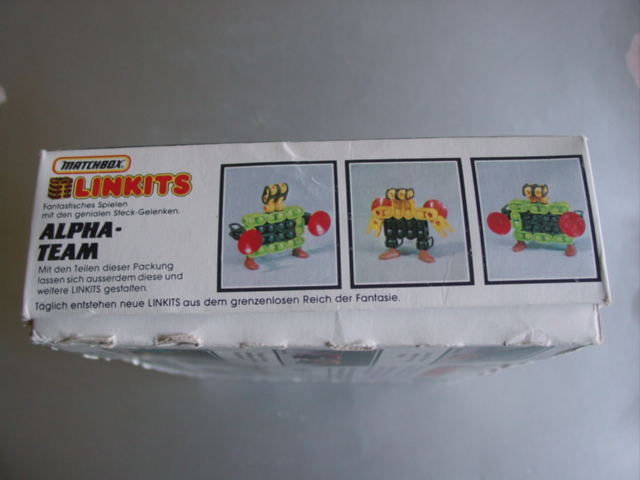 MATCHBOX
LINKITS
Fantastisches Spielen
mit den genialen Steck-Gelenken.
ALPHA-
TEAM
Mit den Teilen dieser Packung
lassen sich ausserdem diese und
weitere LINKITS gestalten.
Täglich entstehen neue LINKITS aus dem grenzenlosen Reich der Fantasie.